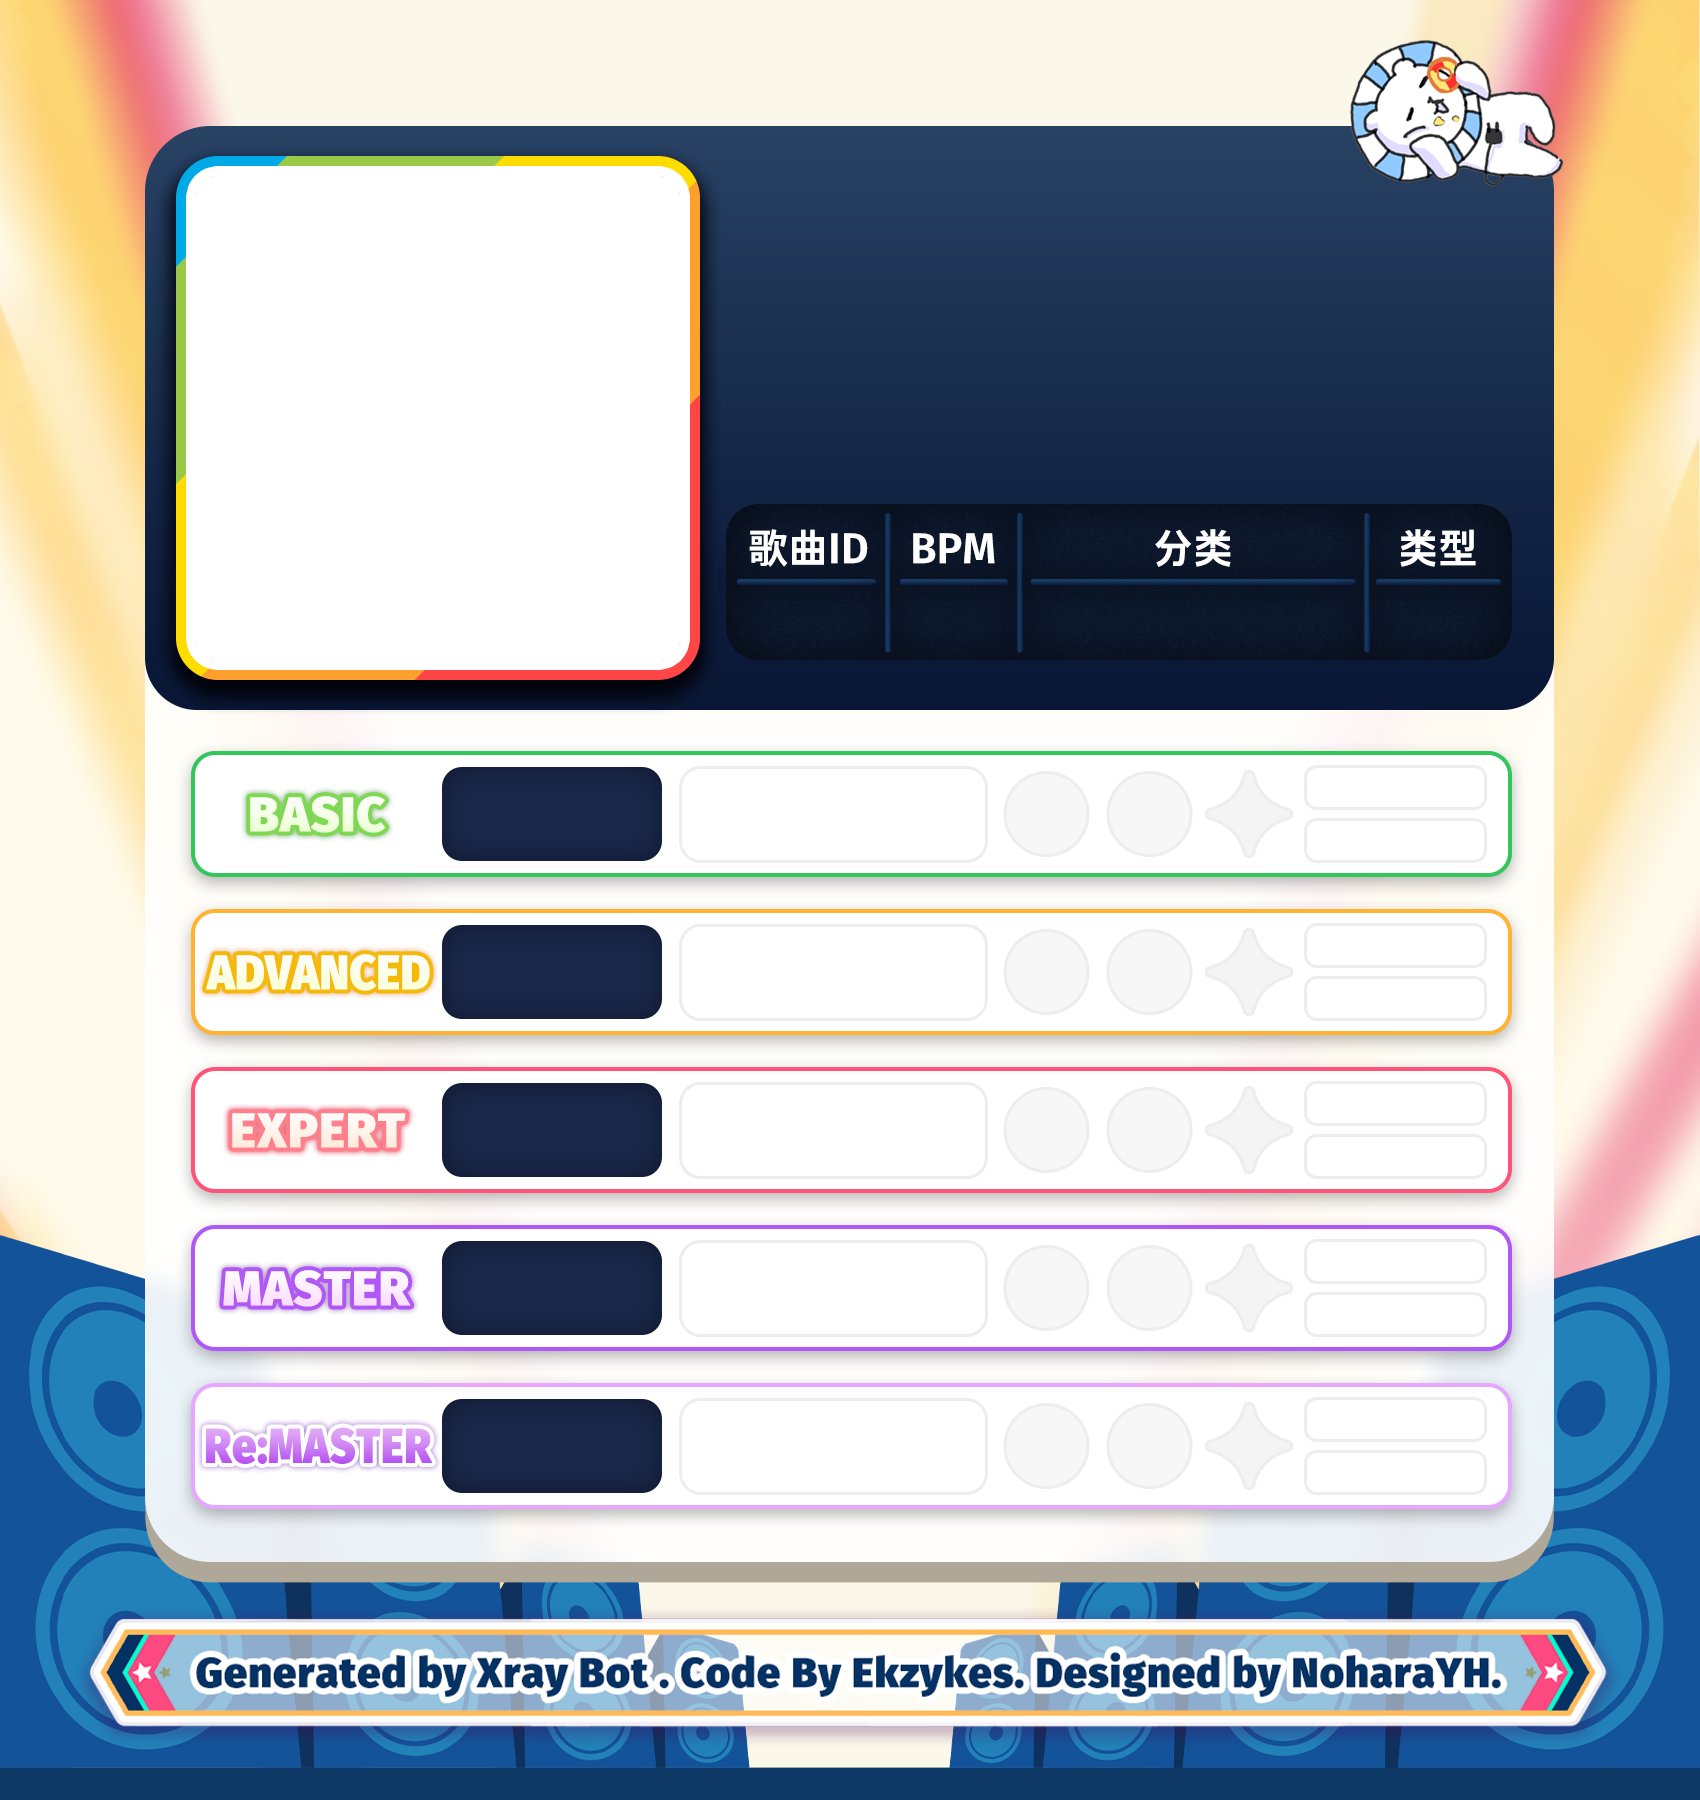 歌曲ID BPM 分类 类型
BASIC
ADVANCED
EXPERT
MASTER
Re:MASTER
Generated by Xray Bot . Code By Ekzykes. Designed by NoharaYH.